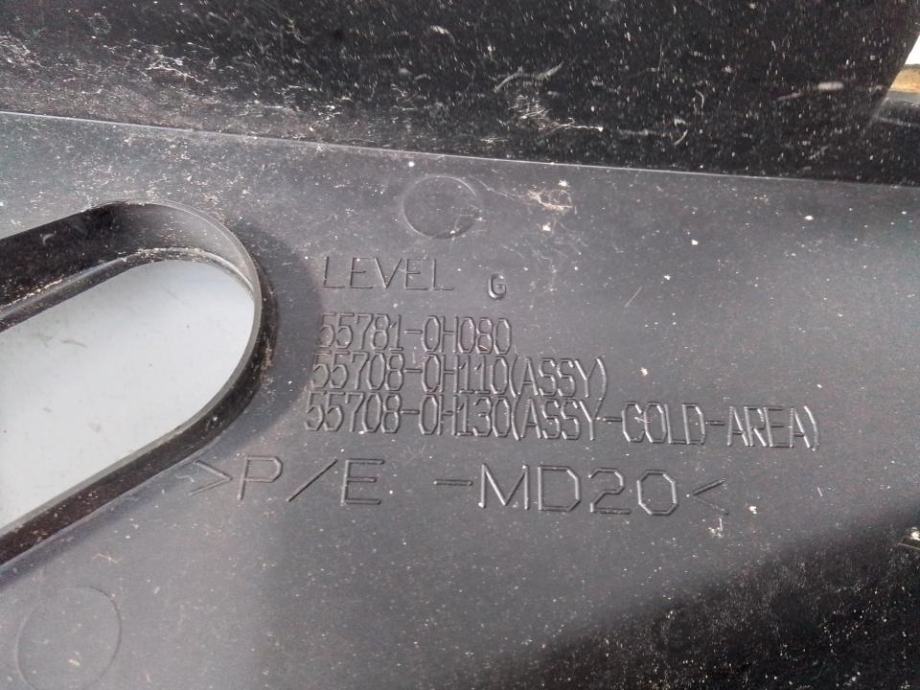 LEVEL G
55781-0H080
55708-0H110(ASSY)
55708-0H130(ASSY-COLD-AREA)
>P/E -MD20<